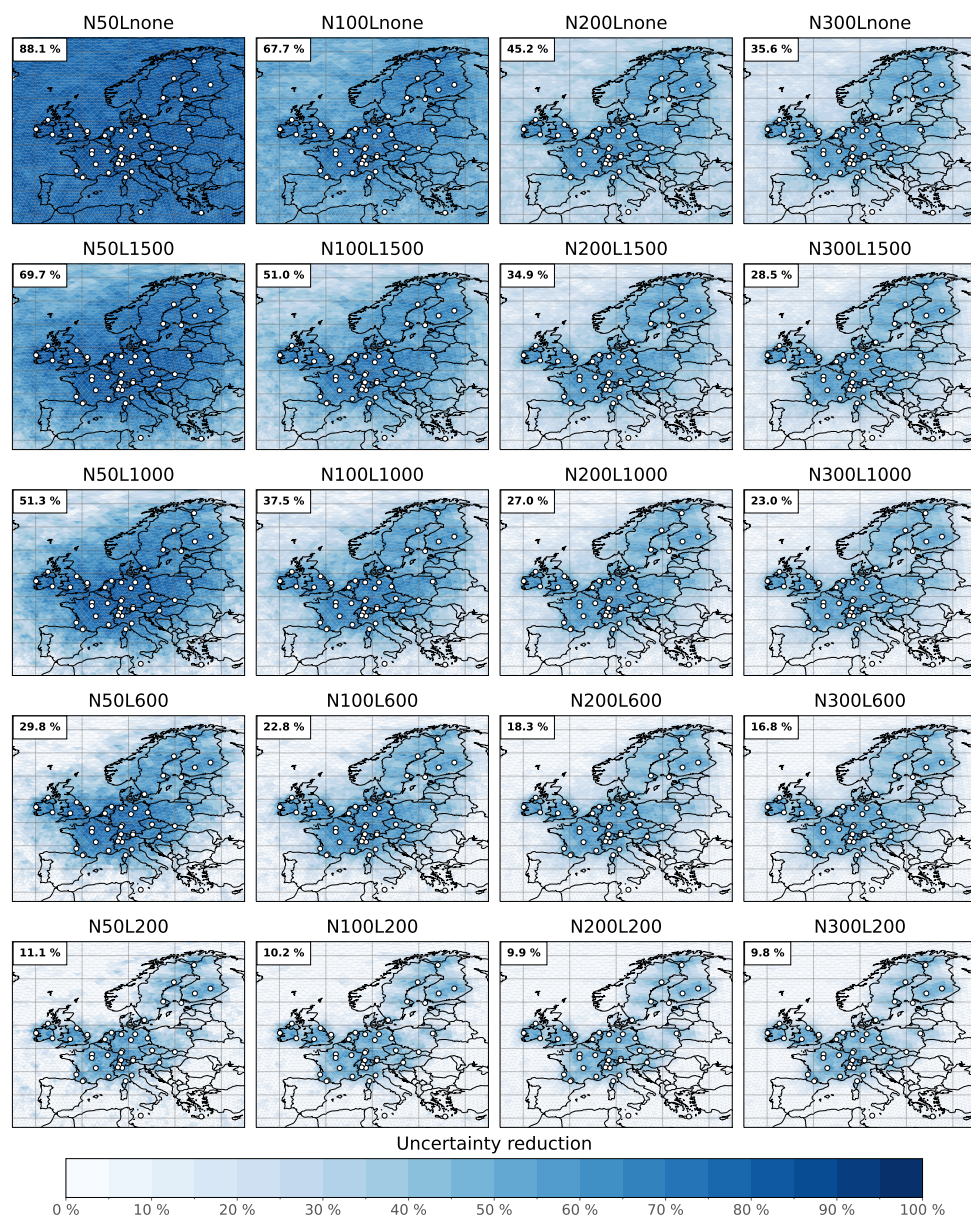 N50Lnone N100Lnone N200Lnone N300Lnone
88.1 % 67.7 % 45.2 % 35.6 %
N50L1500 N100L1500 N200L1500 N300L1500
69.7 % 51.0 % 34.9 % 28.5 %
N50L1000 N100L1000 N200L1000 N300L1000
51.3 % 37.5 % 27.0 % 23.0 %
N50L600 N100L600 N200L600 N300L600
29.8 % 22.8 % 18.3 % 16.8 %
N50L200 N100L200 N200L200 N300L200
11.1 % 10.2 % 9.9 % 9.8 %
Uncertainty reduction
0 % 10 % 20 % 30 % 40 % 50 % 60 % 70 % 80 % 90 % 100 %